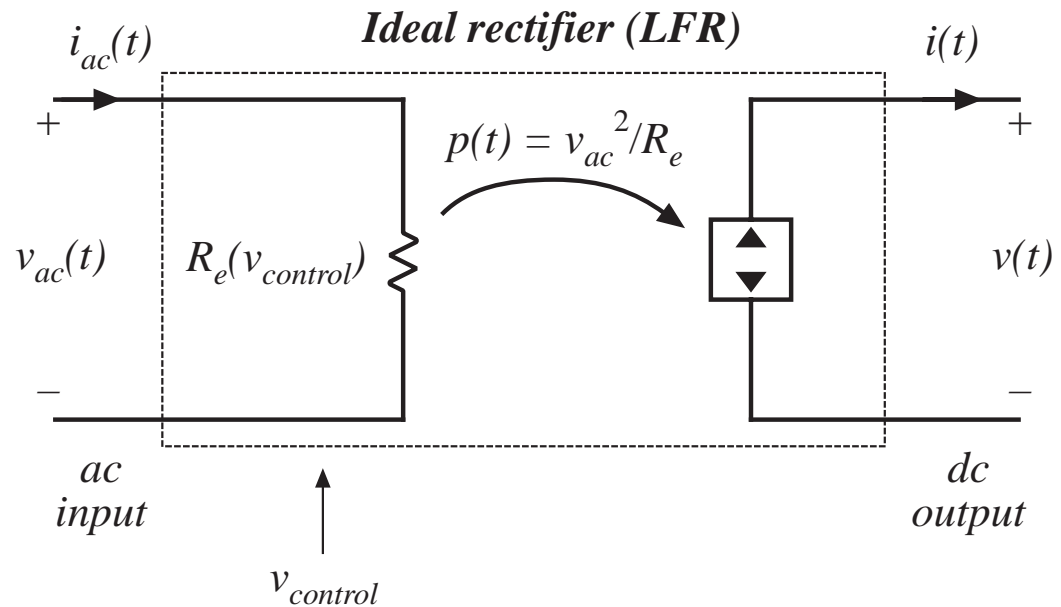 Ideal rectifier (LFR)
i_ac(t)
i(t)
+
+
p(t) = v_ac^2/R_e
v_ac(t)
R_e(v_control)
v(t)
–
–
ac
input
dc
output
v_control